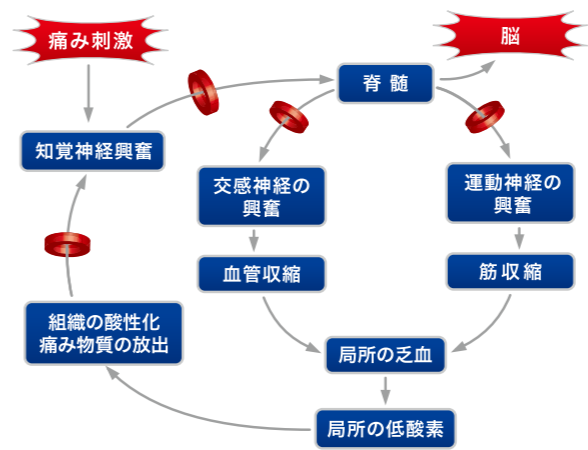 痛み刺激
脳
脊髄
知覚神経興奮
交感神経の
興奮
運動神経の
興奮
血管収縮
筋収縮
組織の酸性化
痛み物質の放出
局所の乏血
局所の低酸素